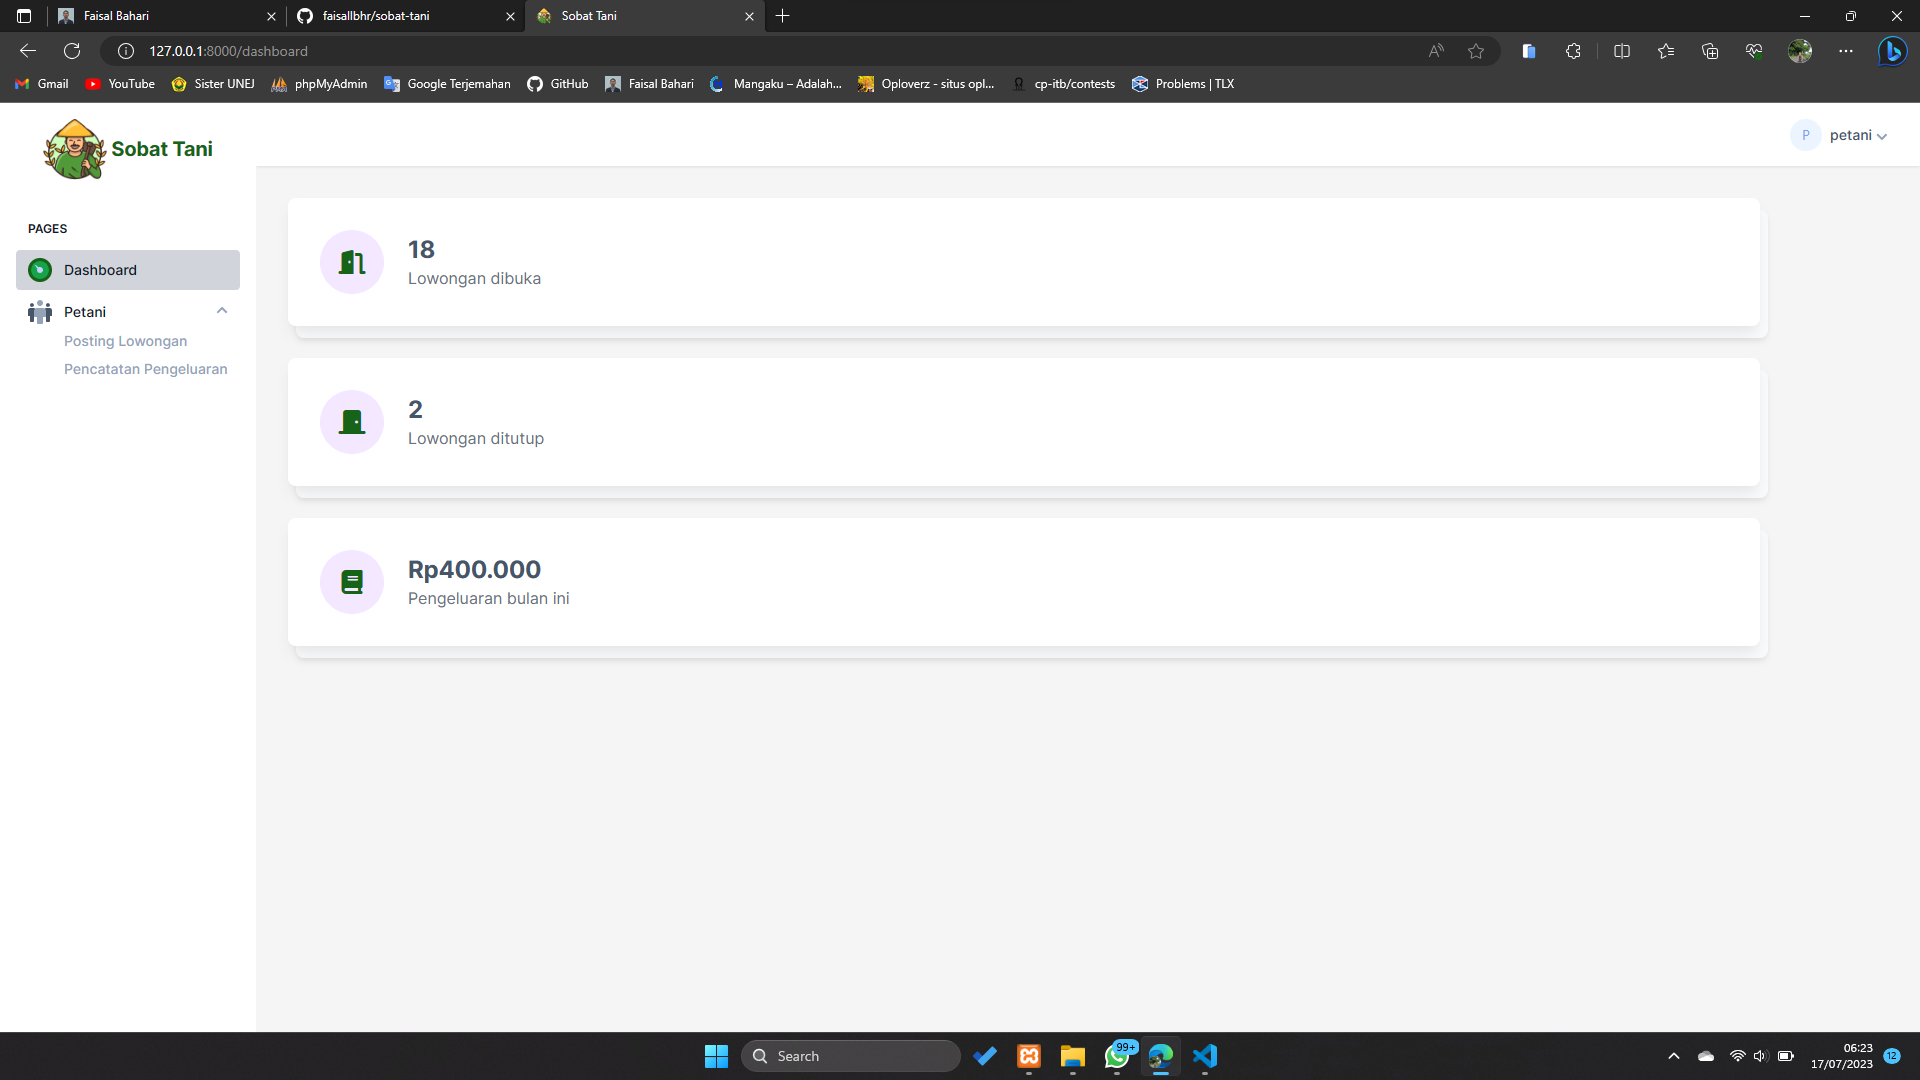 Faisal Bahari
faisallbhr/sobat-tani
Sobat Tani
127.0.0.1:8000/dashboard
Gmail
YouTube
Sister UNEJ
phpMyAdmin
Google Terjemahan
GitHub
Faisal Bahari
Mangaku – Adalah...
Oploverz - situs opl...
cp-itb/contests
Problems | TLX
Sobat Tani
P
petani
PAGES
Dashboard
Petani
Posting Lowongan
Pencatatan Pengeluaran
18
Lowongan dibuka
2
Lowongan ditutup
Rp400.000
Pengeluaran bulan ini
Search
99+
06:23
17/07/2023
12